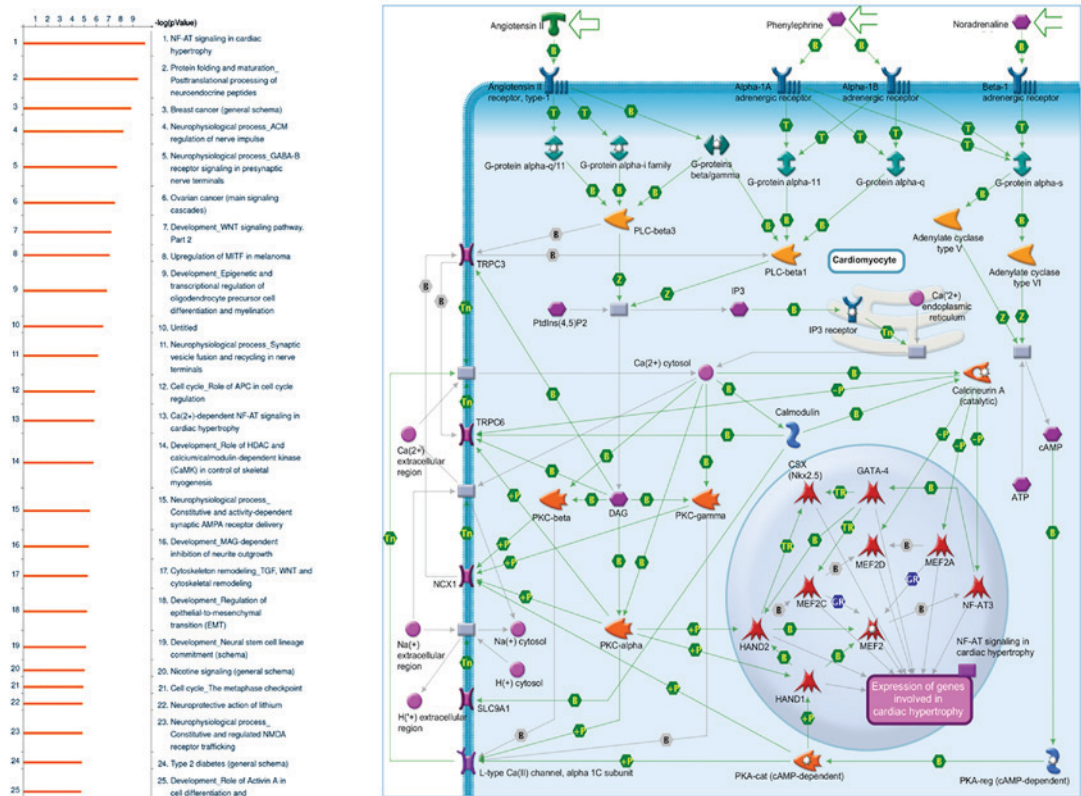 1 2 3 4 5 6 7 8 9 -log(pValue)
1
1. NF-AT signaling in cardiac
hypertrophy
2
2. Protein folding and maturation_
Posttranslational processing of
neuroendocrine peptides
3
3. Breast cancer (general schema)
4
4. Neurophysiological process_ACM
regulation of nerve impulse
5
5. Neurophysiological process_GABA-B
receptor signaling in presynaptic
nerve terminals
6
6. Ovarian cancer (main signaling
cascades)
7
7. Development_WNT signaling pathway.
Part 2
8
8. Upregulation of MITF in melanoma
9
9. Development_Epigenetic and
transcriptional regulation of
oligodendrocyte precursor cell
differentiation and myelination
10
10. Untitled
11
11. Neurophysiological process_Synaptic
vesicle fusion and recycling in nerve
terminals
12
12. Cell cycle_Role of APC in cell cycle
regulation
13
13. Ca(2+)-dependent NF-AT signaling in
cardiac hypertrophy
14
14. Development_Role of HDAC and
calcium/calmodulin-dependent kinase
(CaMK) in control of skeletal
myogenesis
15
15. Neurophysiological process_
Constitutive and activity-dependent
synaptic AMPA receptor delivery
16
16. Development_MAG-dependent
inhibition of neurite outgrowth
17
17. Cytoskeleton remodeling_TGF, WNT and
cytoskeletal remodeling
18
18. Development_Regulation of
epithelial-to-mesenchymal
transition (EMT)
19
19. Development_Neural stem cell lineage
commitment (schema)
20
20. Nicotine signaling (general schema)
21
21. Cell cycle_The metaphase checkpoint
22
22. Neuroprotective action of lithium
23
23. Neurophysiological process_
Constitutive and regulated NMDA
receptor trafficking
24
24. Type 2 diabetes (general schema)
25
25. Development_Role of Activin A in
cell differentiation and
Angiotensin II
Phenylephrine
Noradrenaline
B B B B
Angiotensin II
receptor, type-1
Alpha-1A
adrenergic receptor
Alpha-1B
adrenergic receptor
Beta-1
adrenergic receptor
T T B T T T T T T T
G-protein alpha-q/11
G-protein alpha-i family
G-proteins
beta/gamma
G-protein alpha-11
G-protein alpha-q
G-protein alpha-s
B B B B B B B B
PLC-beta3
Adenylate cyclase
type V
B
TRPC3
B
PLC-beta1
Cardiomyocyte
Adenylate cyclase
type VI
B B
Z Z
IP3
Ca(2+)
endoplasmic
reticulum
PtdIns(4,5)P2
B
IP3 receptor
Tn
Z Z
Tn
Ca(2+) cytosol
B
-P
Calcineurin A
(catalytic)
Tn
B
B
Calmodulin
B
TRPC6
B
Ca(2+)
extracellular
region
B
B
-P -P -P
cAMP
CSX
(Nkx2.5)
GATA-4
+P
PKC-beta
B
DAG
B
PKC-gamma
TR
B
ATP
Tn
Tn
+P
+P
TR
TR
B
B
MEF2D
B
MEF2A
NCX1
B
B
B
GR
B
+P
MEF2C
GR
B
NF-AT3
Na(+)
extracellular
region
Na(+) cytosol
PKC-alpha
+P
HAND2
B
MEF2
NF-AT signaling in
cardiac hypertrophy
+P
Tn
H(+) cytosol
B
B
+P
HAND1
Expression of genes
involved in
cardiac hypertrophy
H(+) extracellular
region
SLC9A1
B
+P
B
B
L-type Ca(II) channel, alpha 1C subunit
+P
PKA-cat (cAMP-dependent)
B
PKA-reg (cAMP-dependent)